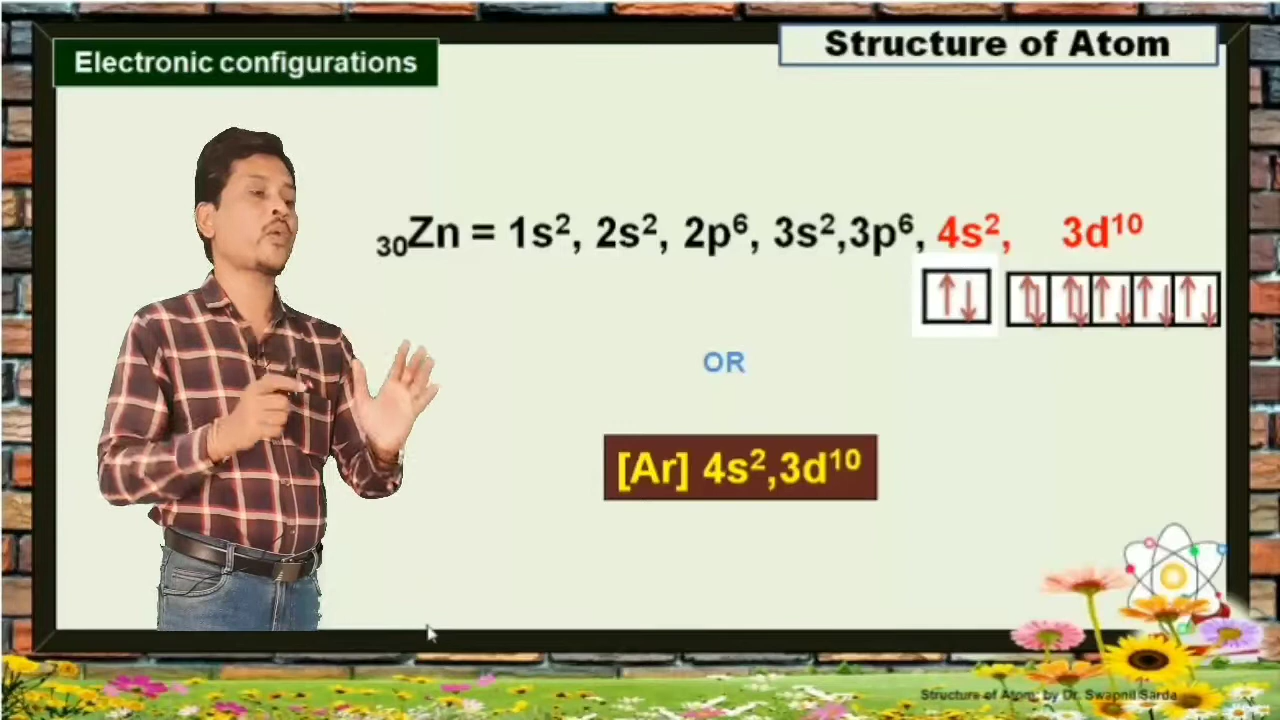 Structure of Atom
Electronic configurations
₃₀Zn = 1s², 2s², 2p⁶, 3s²,3p⁶, 4s², 3d¹⁰
OR
[Ar] 4s²,3d¹⁰
Structure of Atom: by Dr. Swapnil Sarda